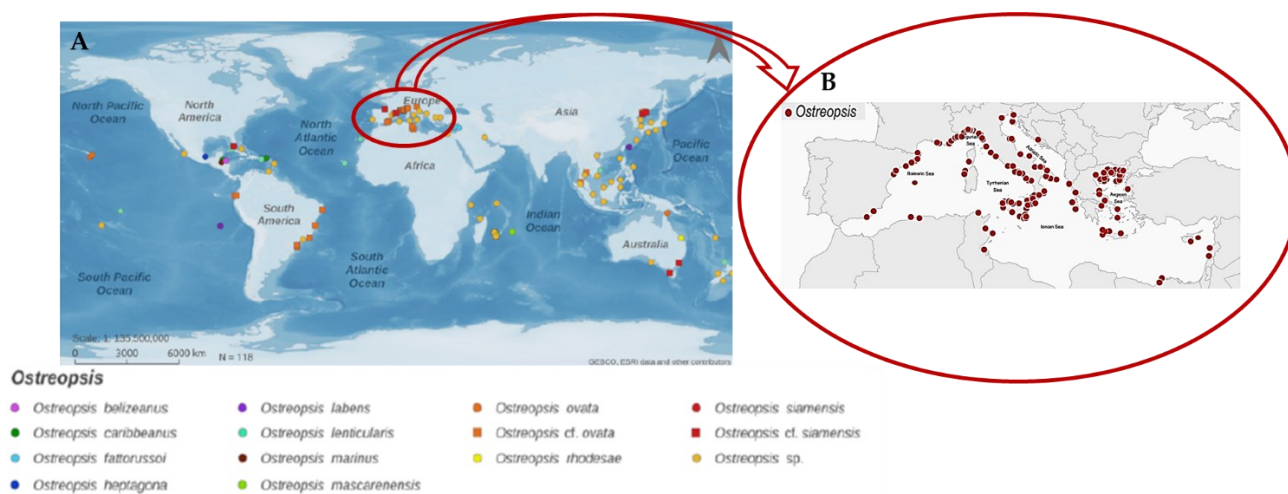 A
North Pacific
Ocean
North
America
North
Atlantic
Ocean
Europe
Asia
Pacific
Ocean
Africa
South
America
Indian
Ocean
Australia
South Pacific
Ocean
South
Atlantic
Ocean
Scale: 1: 135,500,000
0 3000 6000 km
N = 118
GESCO, ESRI data and other contributors
B
Ostreopsis
Balearic Sea
Sea
Adriatic Sea
Tyrrhenian
Sea
Aegean
Sea
Ionian Sea
Ostreopsis
Ostreopsis belizeanus
Ostreopsis caribbeanus
Ostreopsis fattorussoi
Ostreopsis heptagona
Ostreopsis labens
Ostreopsis lenticularis
Ostreopsis marinus
Ostreopsis mascarenensis
Ostreopsis ovata
Ostreopsis cf. ovata
Ostreopsis rhodesae
Ostreopsis siamensis
Ostreopsis cf. siamensis
Ostreopsis sp.